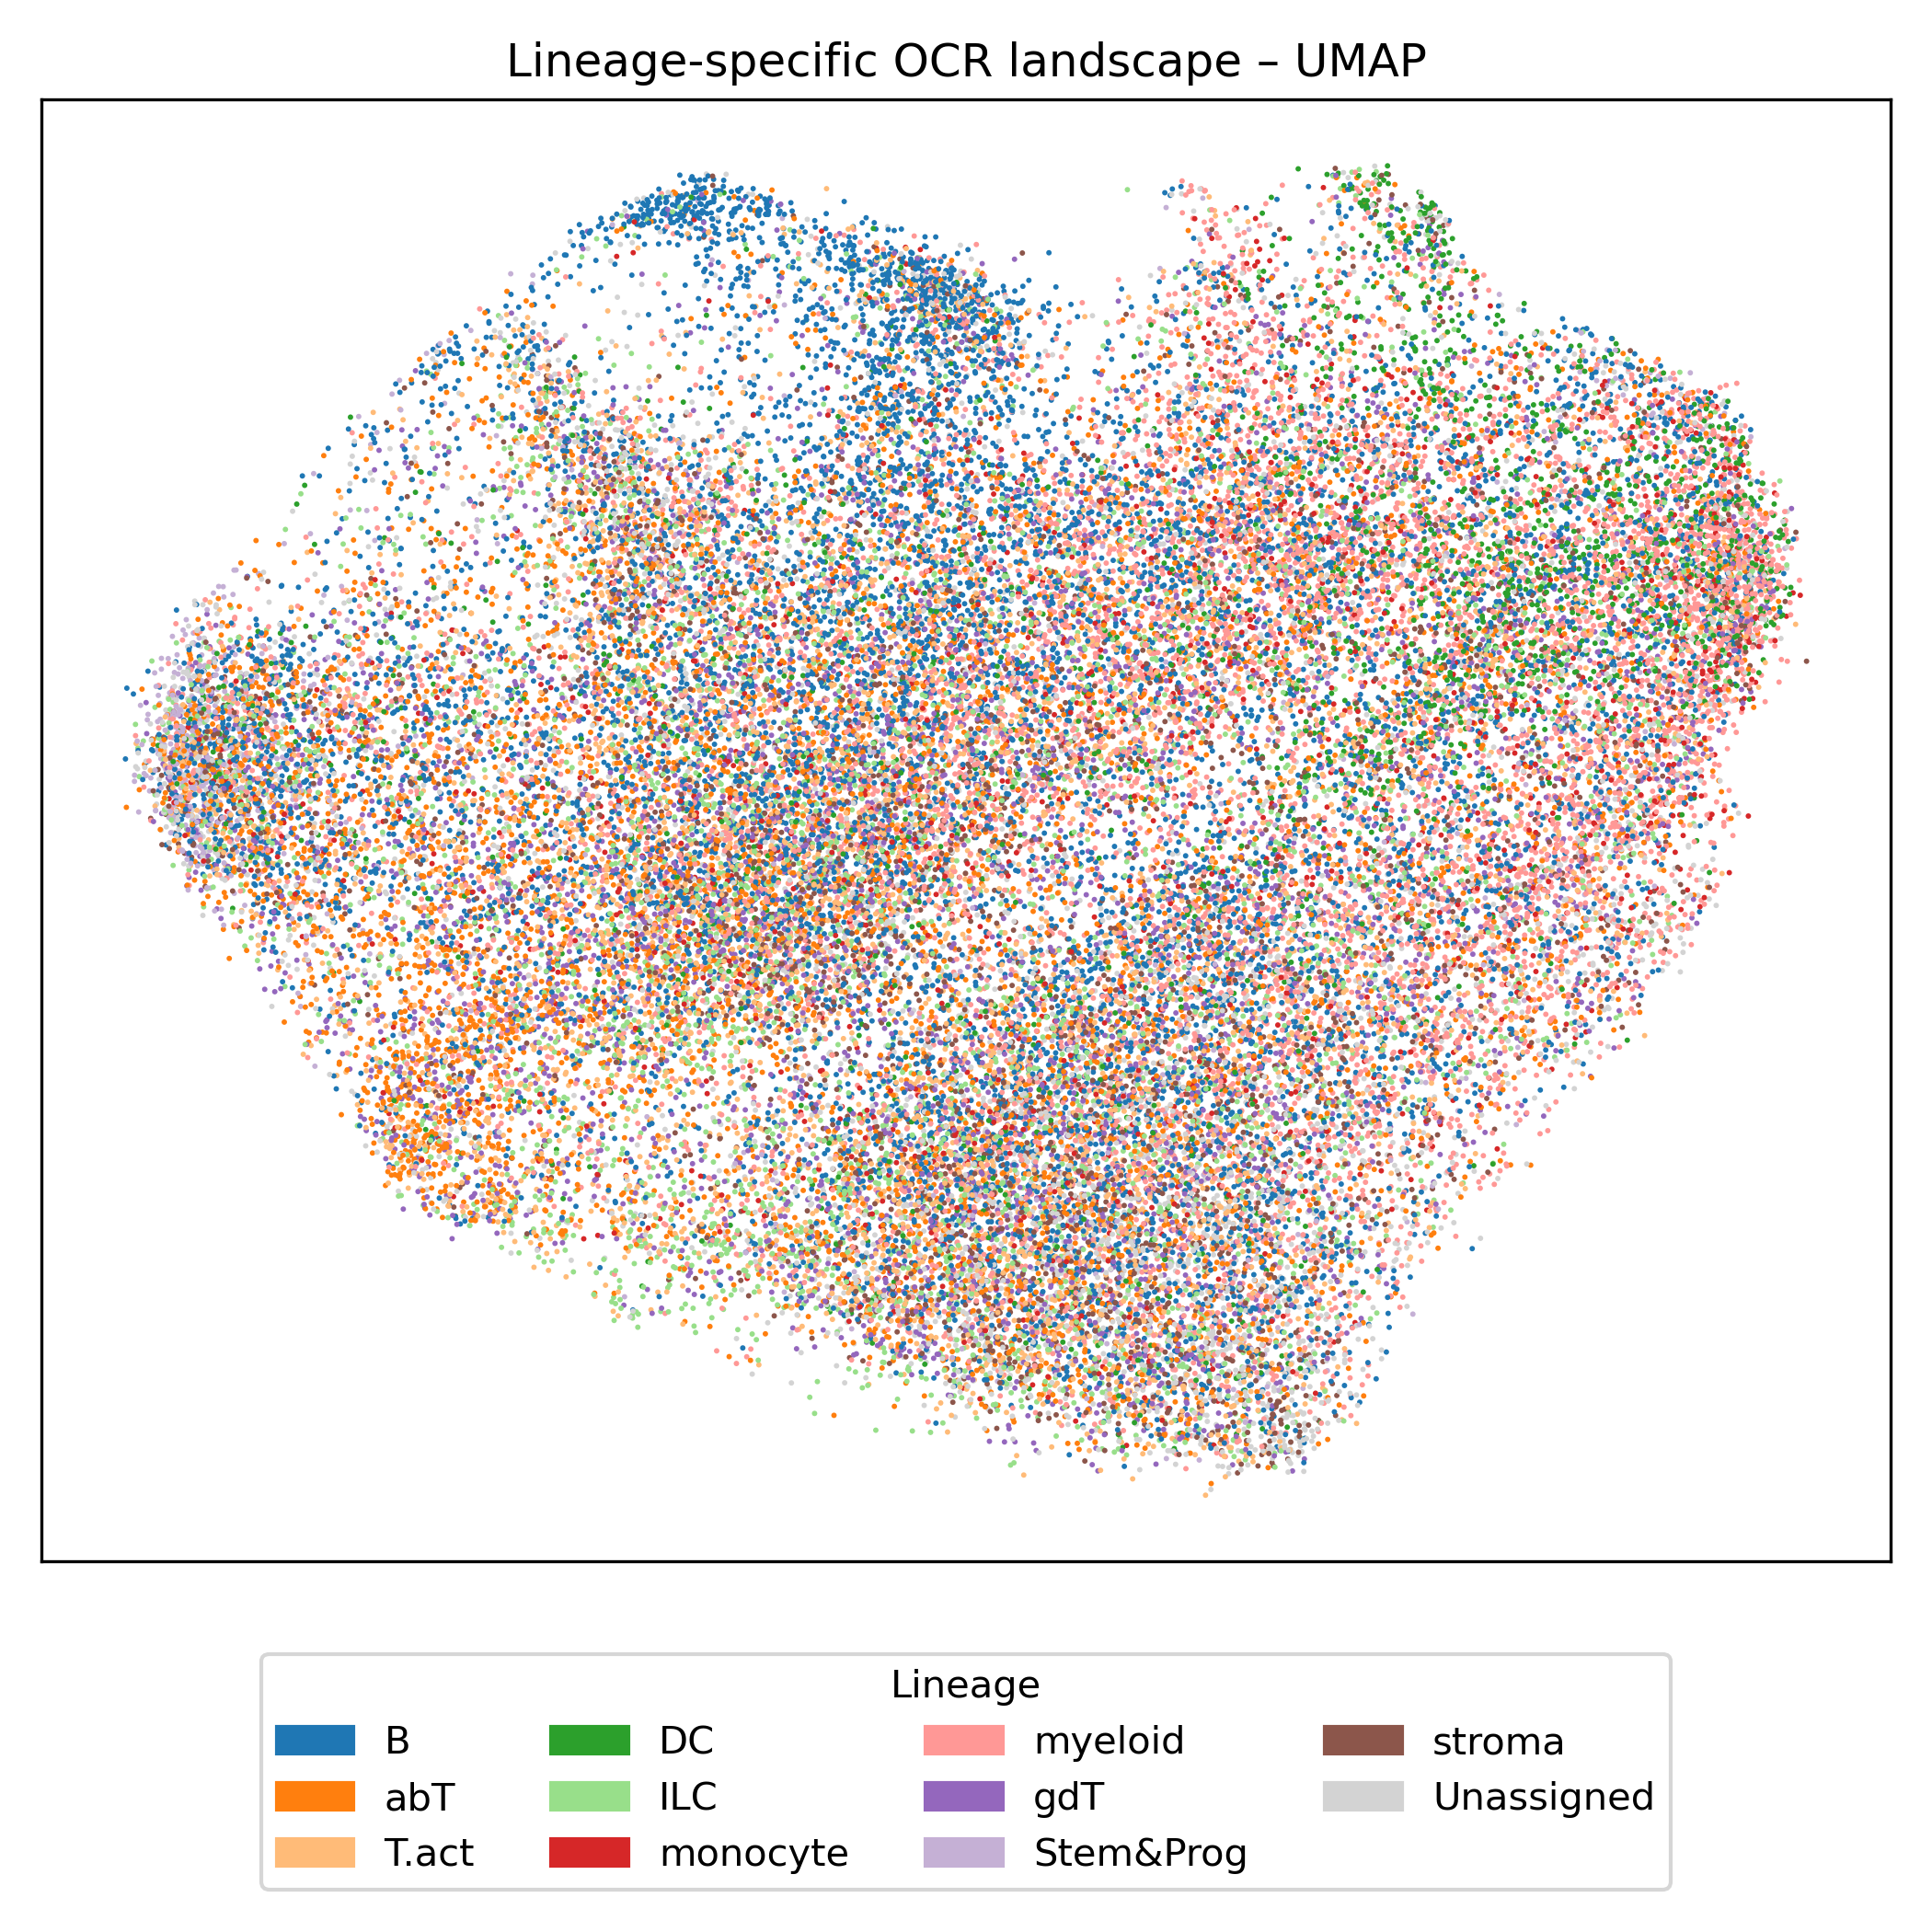 Lineage-specific OCR landscape – UMAP
Lineage
B
abT
T.act
DC
ILC
monocyte
myeloid
gdT
Stem&Prog
stroma
Unassigned